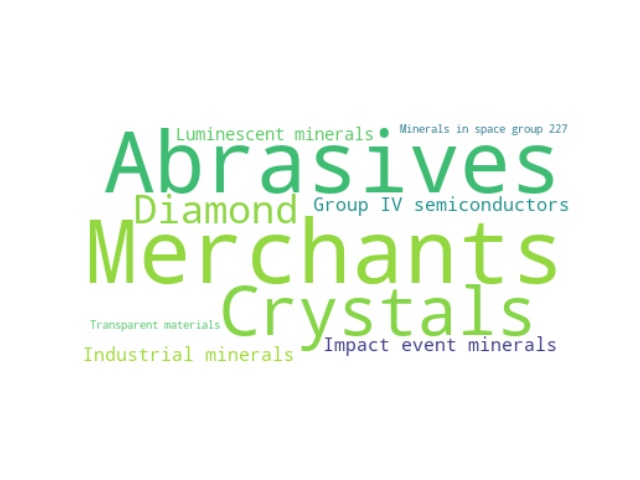 Luminescent minerals
Minerals in space group 227
Abrasives
Diamond
Group IV semiconductors
Merchants
Crystals
Transparent materials
Impact event minerals
Industrial minerals